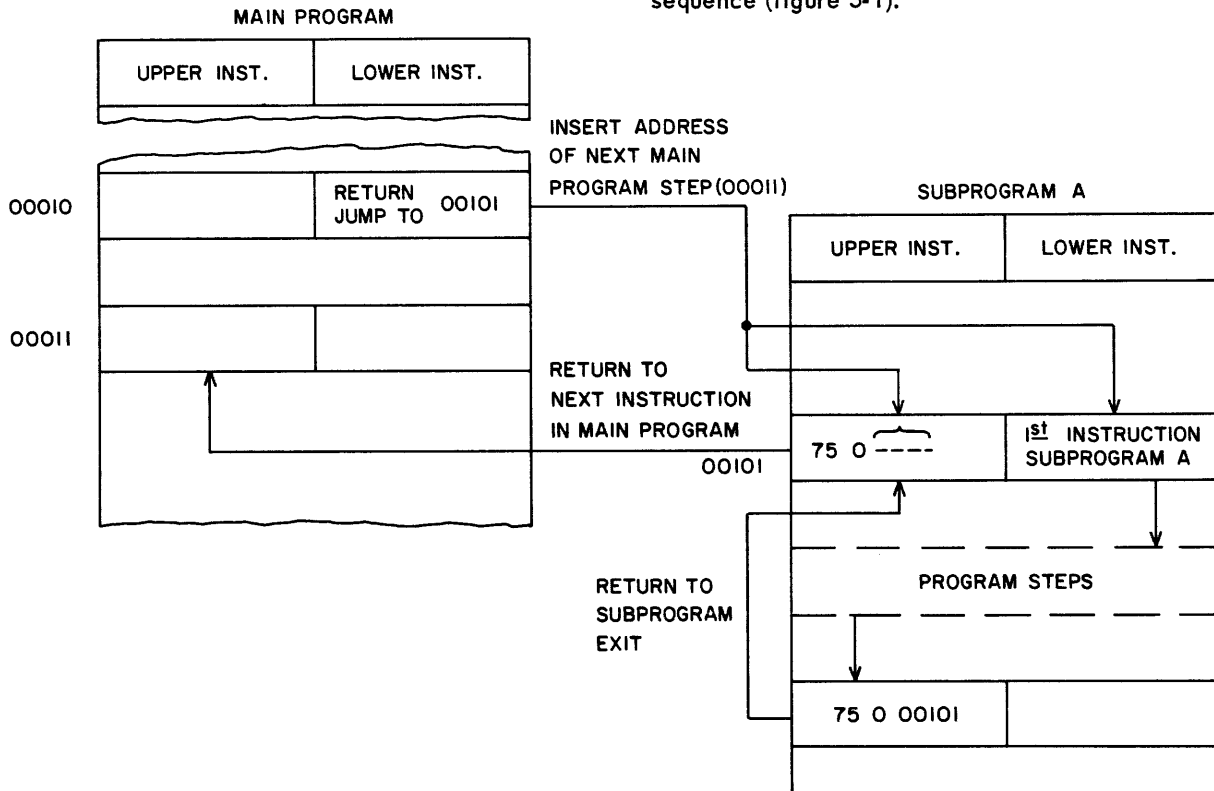 sequence (figure 3-1).
MAIN PROGRAM
UPPER INST.
LOWER INST.
INSERT ADDRESS
OF NEXT MAIN
PROGRAM STEP(00011)
00010
RETURN
JUMP TO 00101
SUBPROGRAM A
UPPER INST.
LOWER INST.
00011
RETURN TO
NEXT INSTRUCTION
IN MAIN PROGRAM
00101
75 0 -----
1st INSTRUCTION
SUBPROGRAM A
PROGRAM STEPS
RETURN TO
SUBPROGRAM
EXIT
75 0 00101